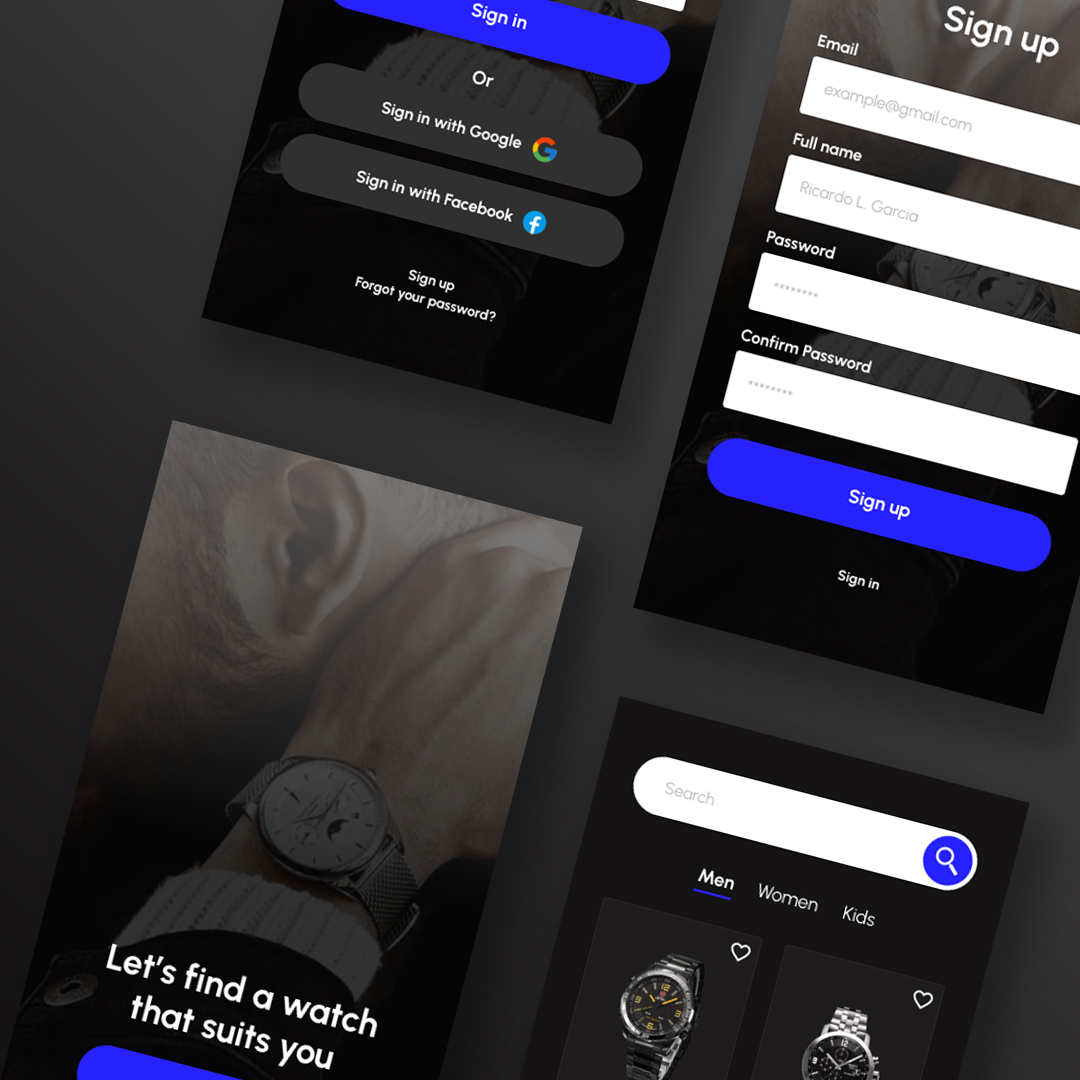 Sign in
Or
Sign in with Google
Sign in with Facebook
Sign up
Forgot your password?
Sign up
Email
example@gmail.com
Full name
Ricardo L. Garcia
Password
********
Confirm Password
********
Sign up
Sign in
Let's find a watch
that suits you
Search
Men Women Kids